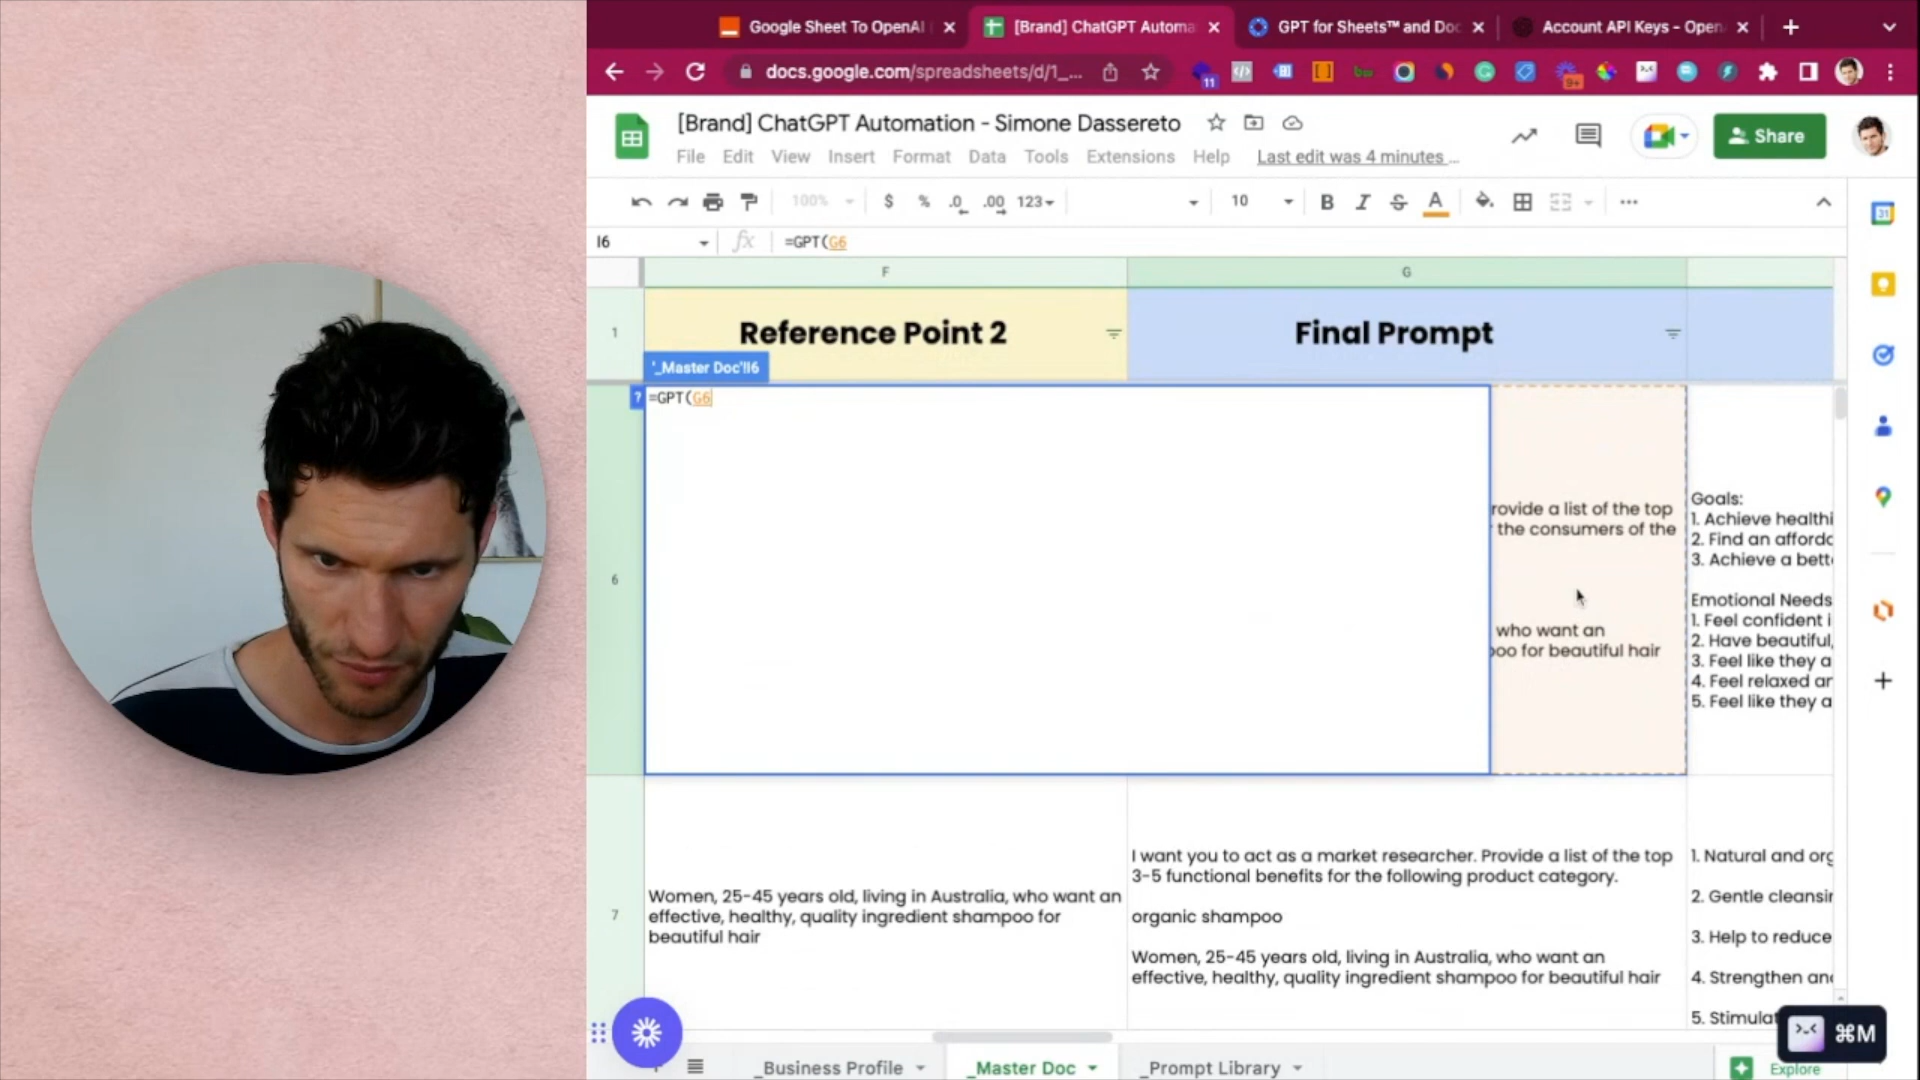 Google Sheet To OpenAI
[Brand] ChatGPT Automa
GPT for Sheets™ and Doc
Account API Keys - Open
docs.google.com/spreadsheets/d/1_...
11
9+
[Brand] ChatGPT Automation - Simone Dassereto
Share
File Edit View Insert Format Data Tools Extensions Help Last edit was 4 minutes ...
100% $ % .0 .00 123 10 B I S A
I6 fx =GPT(G6
F G
1 Reference Point 2 Final Prompt
'_Master Doc'!I6
? =GPT(G6
6
rovide a list of the top
the consumers of the
who want an
oo for beautiful hair
Goals:
1. Achieve healthi
2. Find an afforda
3. Achieve a bett
Emotional Needs
1. Feel confident i
2. Have beautiful,
3. Feel like they a
4. Feel relaxed an
5. Feel like they a
7
Women, 25-45 years old, living in Australia, who want an
effective, healthy, quality ingredient shampoo for
beautiful hair
I want you to act as a market researcher. Provide a list of the top
3-5 functional benefits for the following product category.
organic shampoo
Women, 25-45 years old, living in Australia, who want an
effective, healthy, quality ingredient shampoo for beautiful hair
1. Natural and org
2. Gentle cleansin
3. Help to reduce
4. Strengthen and
5. Stimulat
⌘M
_Business Profile
_Master Doc
_Prompt Library
Explore
31